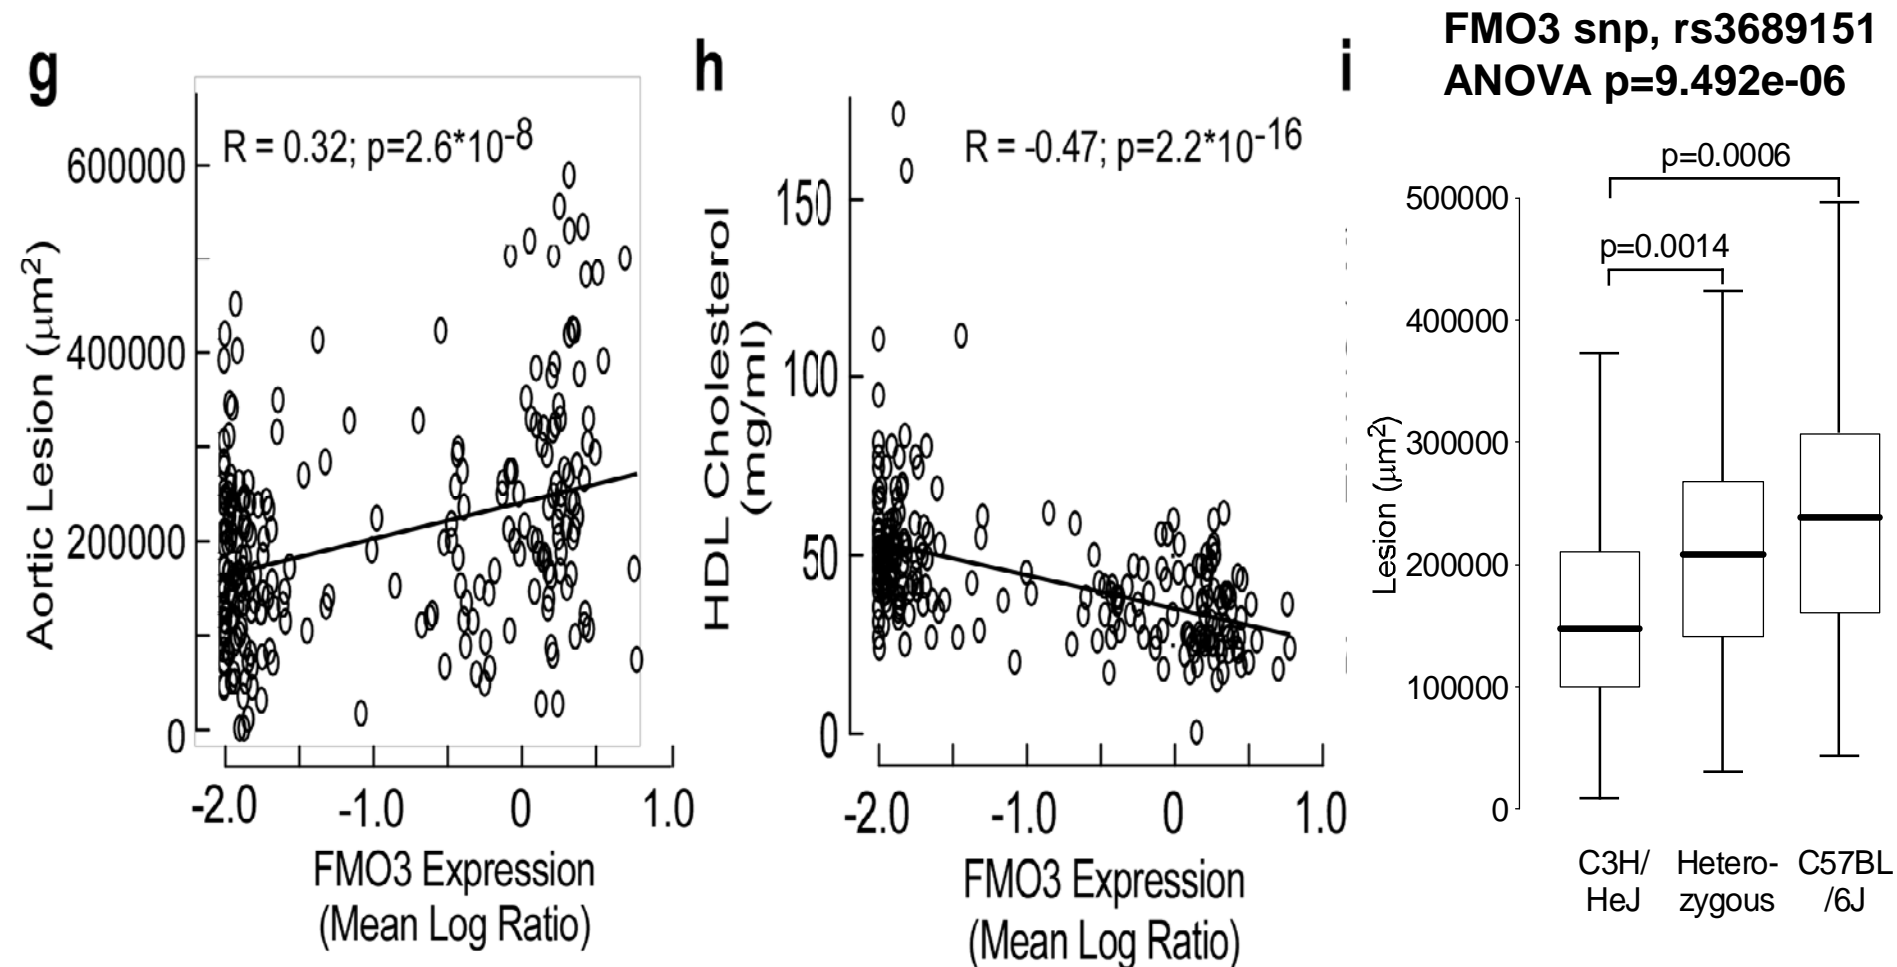 g
R = 0.32; p=2.6*10-8
600000
400000
200000
0
Aortic Lesion (μm2)
-2.0 -1.0 0 1.0
FMO3 Expression
(Mean Log Ratio)
h
R = -0.47; p=2.2*10-16
150
100
50
0
HDL Cholesterol
(mg/ml)
-2.0 -1.0 0 1.0
FMO3 Expression
(Mean Log Ratio)
i
FMO3 snp, rs3689151
ANOVA p=9.492e-06
p=0.0006
p=0.0014
500000
400000
300000
200000
100000
0
Lesion (μm2)
C3H/ Hetero- C57BL
HeJ zygous /6J